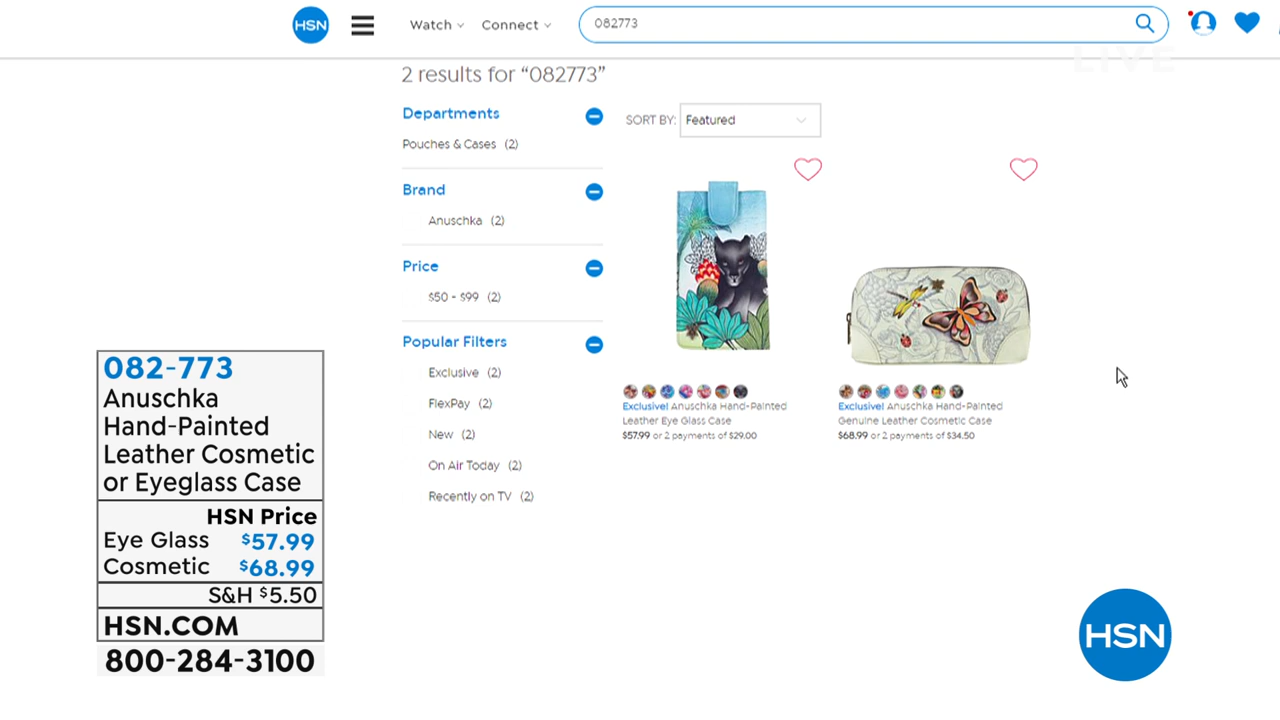 HSN
Watch
Connect
082773
LIVE
2 results for “082773”
Departments
Pouches & Cases (2)
Brand
Anuschka (2)
Price
$50 - $99 (2)
Popular Filters
Exclusive (2)
FlexPay (2)
New (2)
On Air Today (2)
Recently on TV (2)
SORT BY: Featured
Exclusive! Anuschka Hand-Painted
Leather Eye Glass Case
$57.99 or 2 payments of $29.00
Exclusive! Anuschka Hand-Painted
Genuine Leather Cosmetic Case
$68.99 or 2 payments of $34.50
082-773
Anuschka
Hand-Painted
Leather Cosmetic
or Eyeglass Case
HSN Price
Eye Glass $57.99
Cosmetic $68.99
S&H $5.50
HSN.COM
800-284-3100
HSN